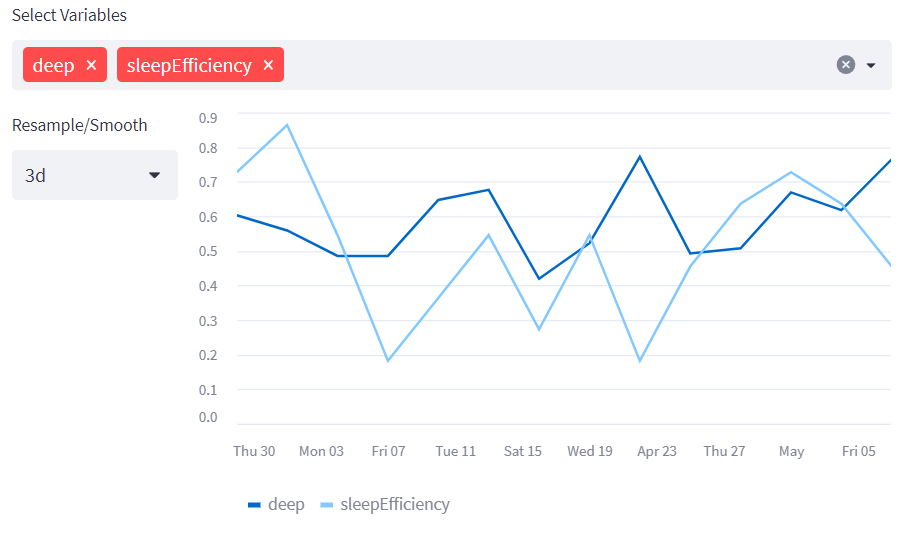 Select Variables
deep × sleepEfficiency ×
Resample/Smooth
3d
0.9
0.8
0.7
0.6
0.5
0.4
0.3
0.2
0.1
0.0
Thu 30 Mon 03 Fri 07 Tue 11 Sat 15 Wed 19 Apr 23 Thu 27 May Fri 05
deep sleepEfficiency